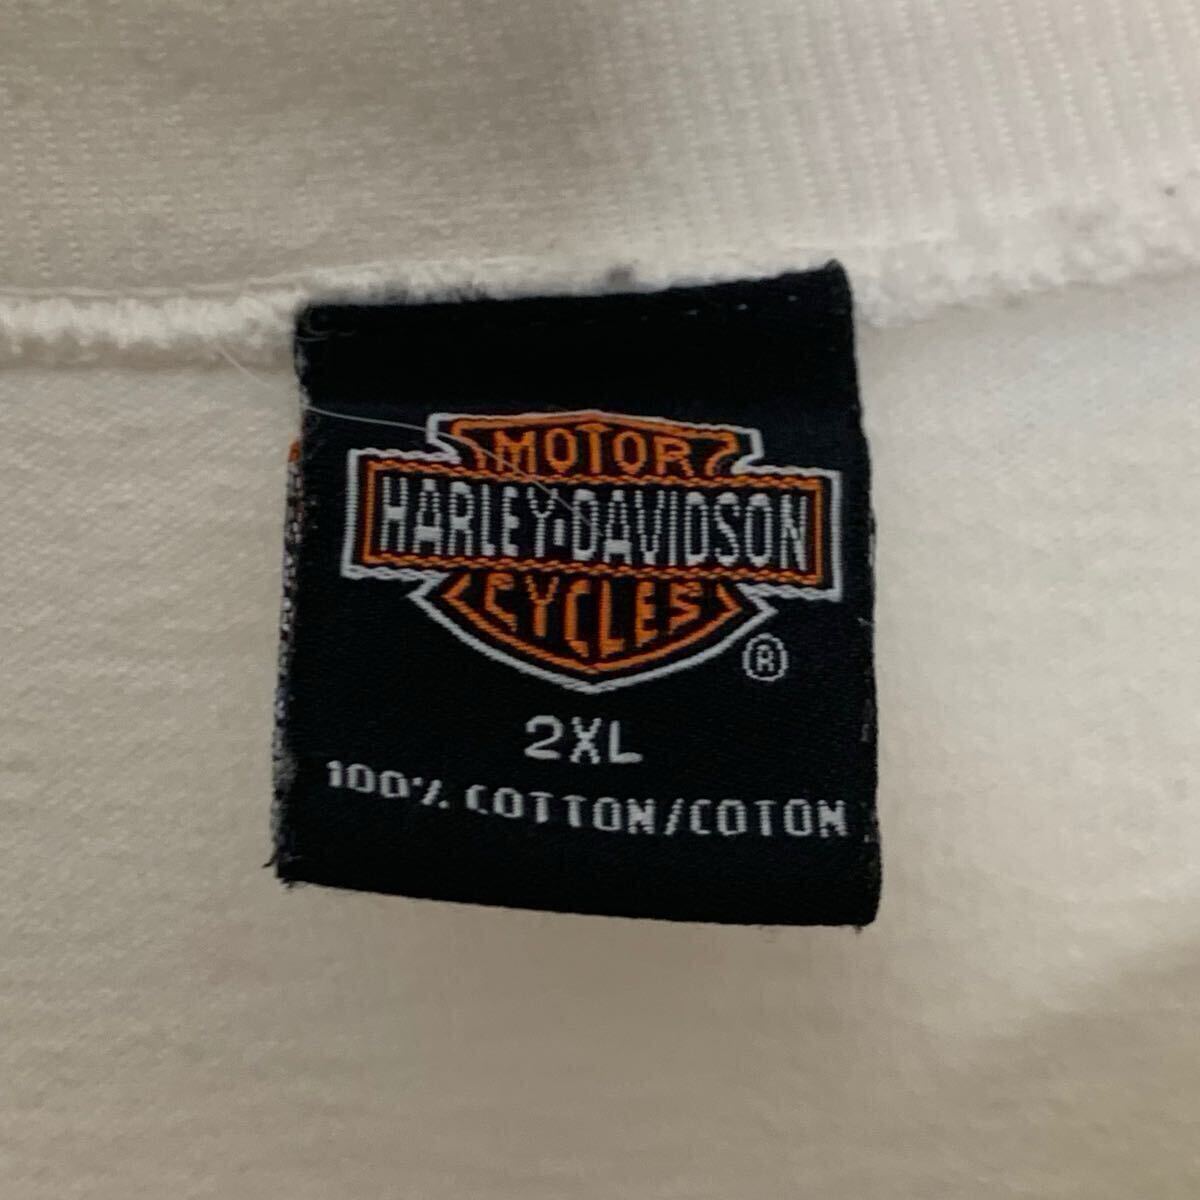 MOTOR
HARLEY-DAVIDSON
CYCLES
®
2XL
100% COTTON/COTON